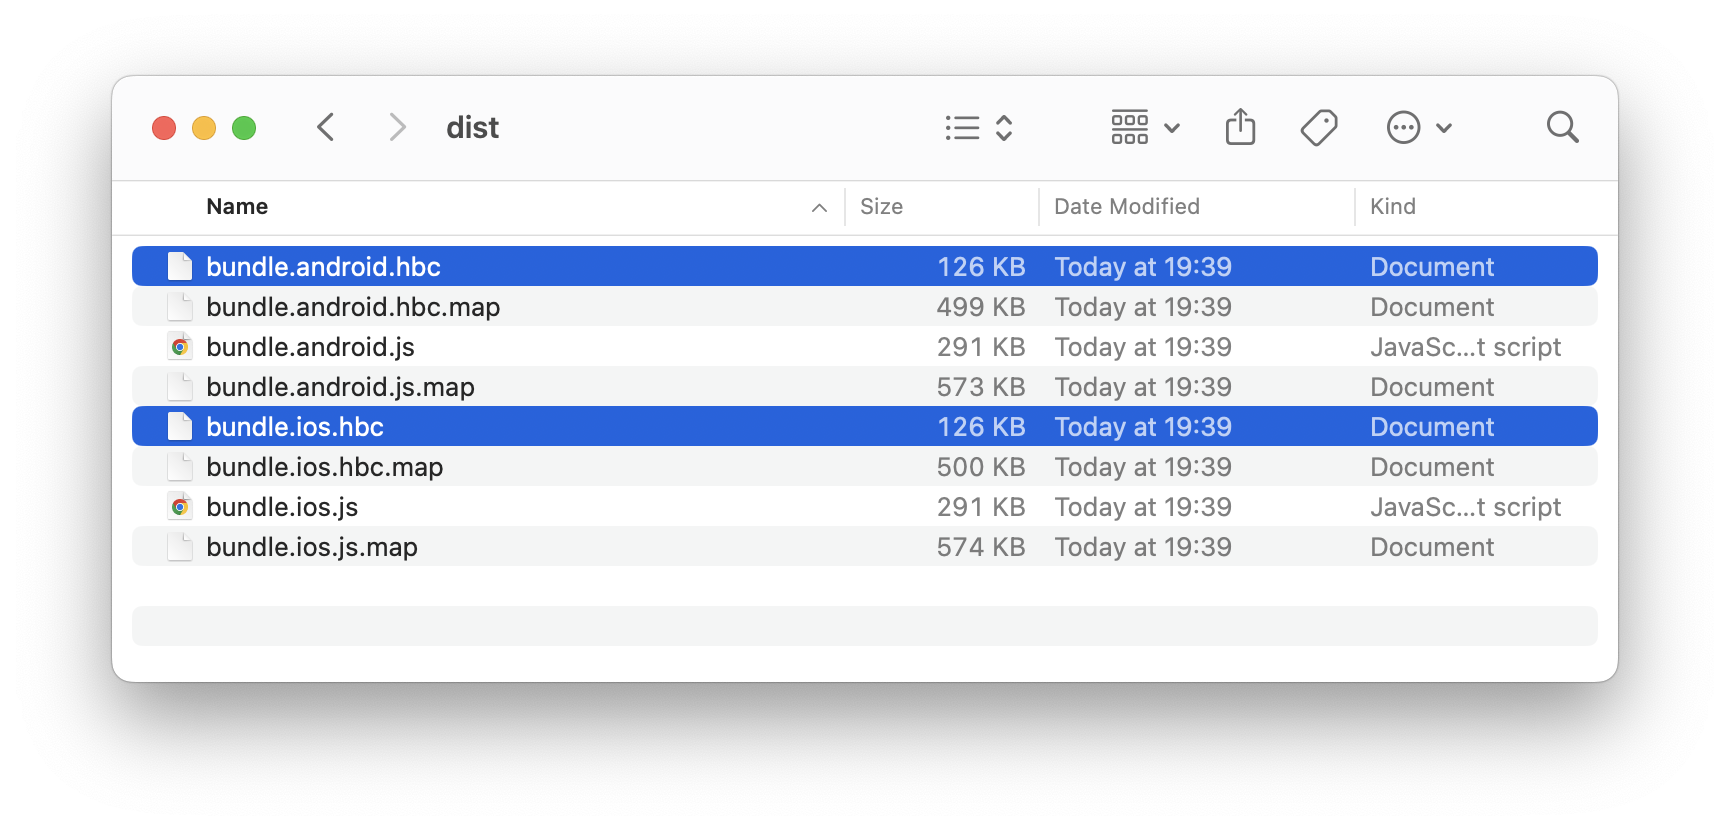 dist
Name Size Date Modified Kind
bundle.android.hbc 126 KB Today at 19:39 Document
bundle.android.hbc.map 499 KB Today at 19:39 Document
bundle.android.js 291 KB Today at 19:39 JavaSc...t script
bundle.android.js.map 573 KB Today at 19:39 Document
bundle.ios.hbc 126 KB Today at 19:39 Document
bundle.ios.hbc.map 500 KB Today at 19:39 Document
bundle.ios.js 291 KB Today at 19:39 JavaSc...t script
bundle.ios.js.map 574 KB Today at 19:39 Document